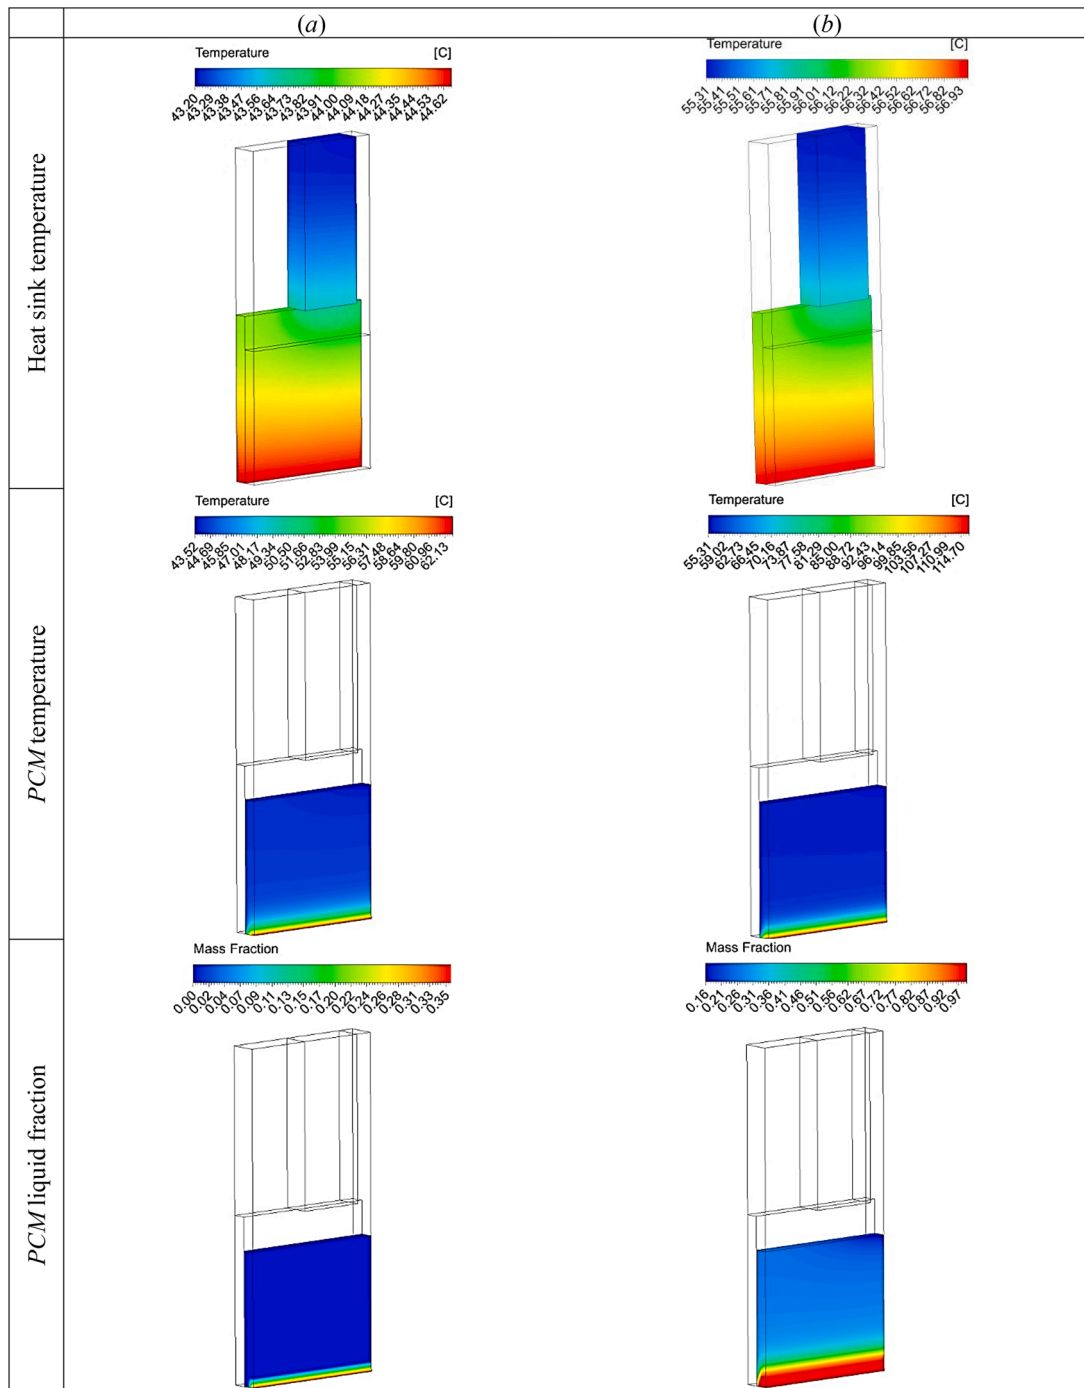 (a) (b)
Heat sink temperature
Temperature [C]
43.20 43.29 43.38 43.47 43.56 43.64 43.73 43.82 43.91 44.00 44.09 44.18 44.27 44.35 44.44 44.53 44.62
Temperature [C]
55.31 55.41 55.51 55.61 55.71 55.81 55.91 56.01 56.12 56.22 56.32 56.42 56.52 56.62 56.72 56.82 56.93
PCM temperature
Temperature [C]
43.52 44.69 45.85 47.01 48.17 49.34 50.50 51.66 52.83 53.99 55.15 56.31 57.48 58.64 59.80 60.96 62.13
Temperature [C]
55.31 59.02 62.73 66.45 70.16 73.87 77.58 81.29 85.00 88.72 92.43 96.14 99.85 103.56 107.27 110.99 114.70
PCM liquid fraction
Mass Fraction
0.00 0.02 0.04 0.07 0.09 0.11 0.13 0.15 0.17 0.20 0.22 0.24 0.26 0.28 0.31 0.33 0.35
Mass Fraction
0.16 0.21 0.26 0.31 0.36 0.41 0.46 0.51 0.56 0.62 0.67 0.72 0.77 0.82 0.87 0.92 0.97